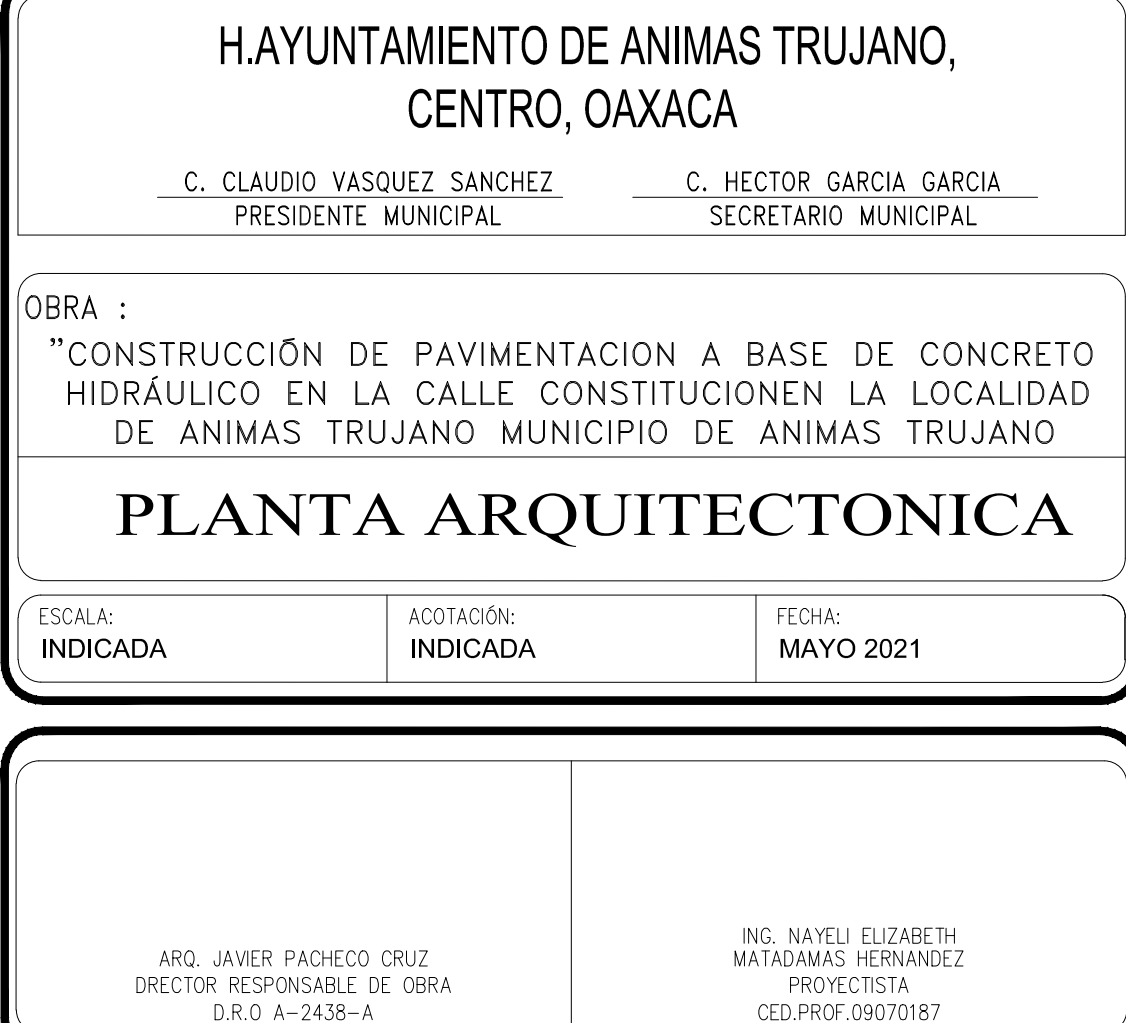 H.AYUNTAMIENTO DE ANIMAS TRUJANO,
CENTRO, OAXACA
C. CLAUDIO VASQUEZ SANCHEZ
PRESIDENTE MUNICIPAL
C. HECTOR GARCIA GARCIA
SECRETARIO MUNICIPAL
OBRA :
"CONSTRUCCIÓN DE PAVIMENTACION A BASE DE CONCRETO
HIDRÁULICO EN LA CALLE CONSTITUCIONEN LA LOCALIDAD
DE ANIMAS TRUJANO MUNICIPIO DE ANIMAS TRUJANO
PLANTA ARQUITECTONICA
ESCALA:
INDICADA
ACOTACIÓN:
INDICADA
FECHA:
MAYO 2021
ARQ. JAVIER PACHECO CRUZ
DRECTOR RESPONSABLE DE OBRA
D.R.O A-2438-A
ING. NAYELI ELIZABETH
MATADAMAS HERNANDEZ
PROYECTISTA
CED.PROF.09070187